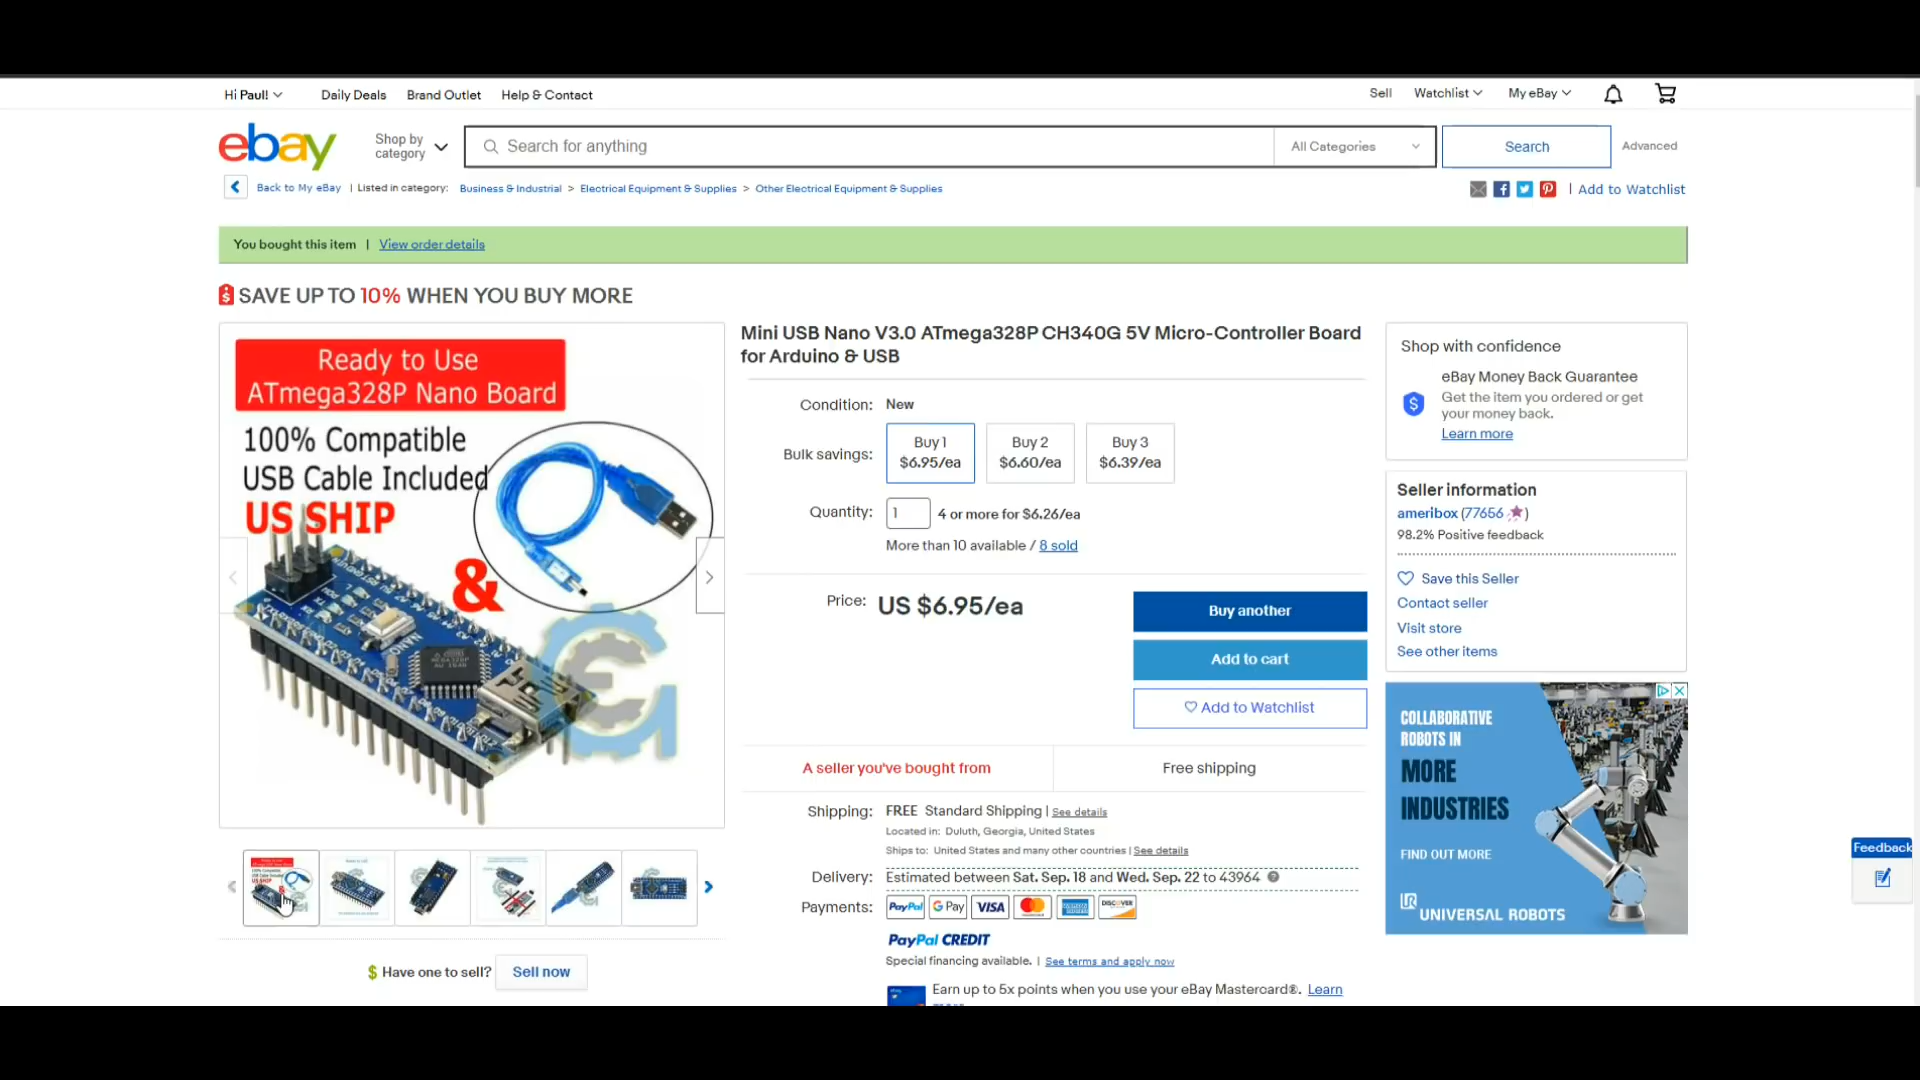 Hi Paul!
Daily Deals
Brand Outlet
Help & Contact
Sell
Watchlist
My eBay
ebay
Shop by
category
Search for anything
All Categories
Search
Advanced
Back to My eBay | Listed in category: Business & Industrial > Electrical Equipment & Supplies > Other Electrical Equipment & Supplies
| Add to Watchlist
You bought this item | View order details
SAVE UP TO 10% WHEN YOU BUY MORE
Ready to Use
ATmega328P Nano Board
100% Compatible
USB Cable Included
US SHIP
&
NANO
Mini USB Nano V3.0 ATmega328P CH340G 5V Micro-Controller Board
for Arduino & USB
Condition: New
Bulk savings:
Buy 1
$6.95/ea
Buy 2
$6.60/ea
Buy 3
$6.39/ea
Quantity: 1 4 or more for $6.26/ea
More than 10 available / 8 sold
Price: US $6.95/ea
Buy another
Add to cart
Add to Watchlist
A seller you've bought from
Free shipping
Shipping: FREE Standard Shipping | See details
Located in: Duluth, Georgia, United States
Ships to: United States and many other countries | See details
Delivery: Estimated between Sat. Sep. 18 and Wed. Sep. 22 to 43964
Payments: PayPal G Pay VISA DISCOVER
PayPal CREDIT
Special financing available. | See terms and apply now
Earn up to 5x points when you use your eBay Mastercard®. Learn
Have one to sell? Sell now
Shop with confidence
eBay Money Back Guarantee
Get the item you ordered or get
your money back.
Learn more
Seller information
ameribox (77656)
98.2% Positive feedback
Save this Seller
Contact seller
Visit store
See other items
COLLABORATIVE
ROBOTS IN
MORE
INDUSTRIES
FIND OUT MORE
UNIVERSAL ROBOTS
Feedback